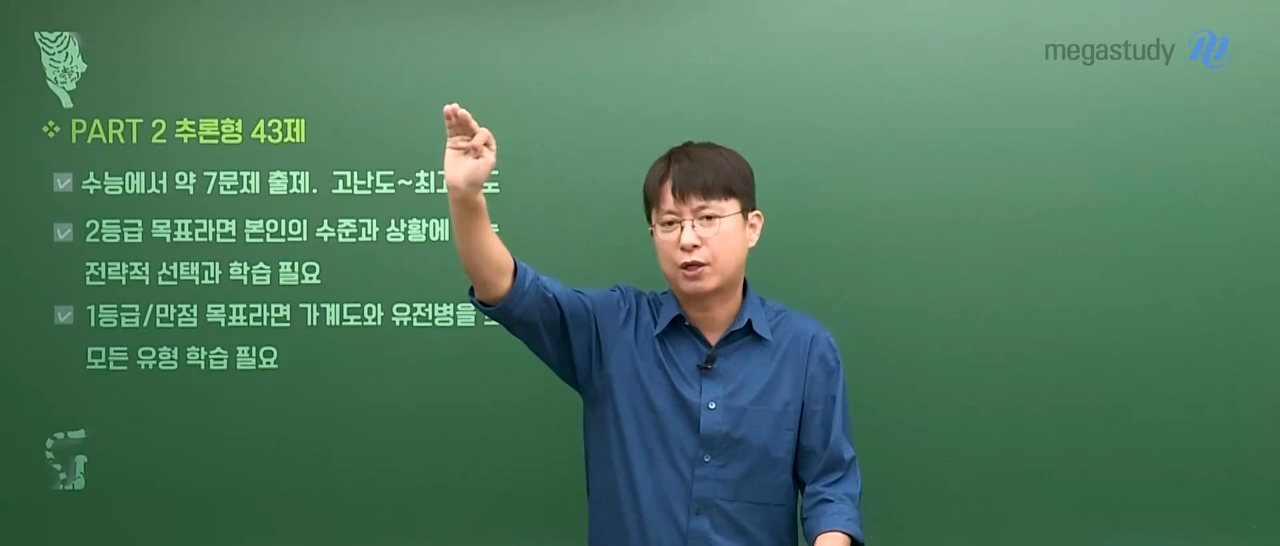 megastudy
PART 2 추론형 43제
수능에서 약 7문제 출제. 고난도~최고
2등급 목표라면 본인의 수준과 상황에
전략적 선택과 학습 필요
1등급/만점 목표라면 가계도와 유전병을
모든 유형 학습 필요